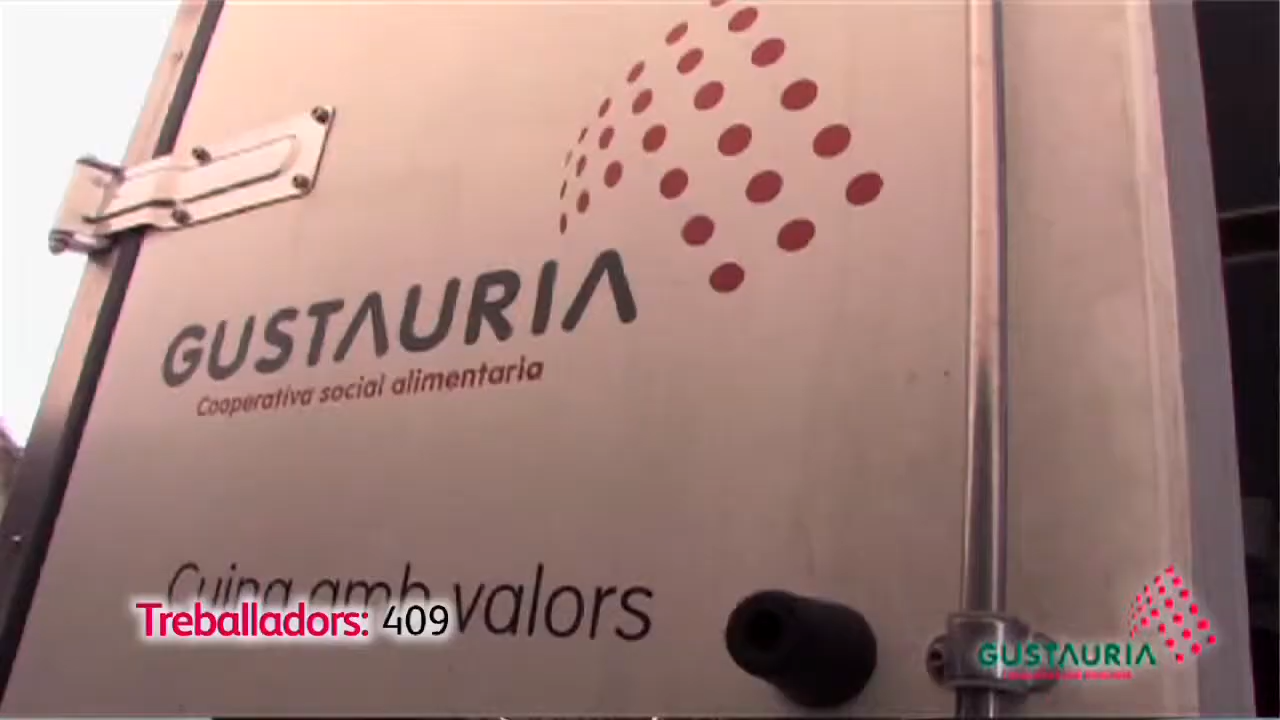 GUSTAURIA
Cooperativa social alimentaria
Cuina amb valors
Treballadors: 409
GUSTAURIA